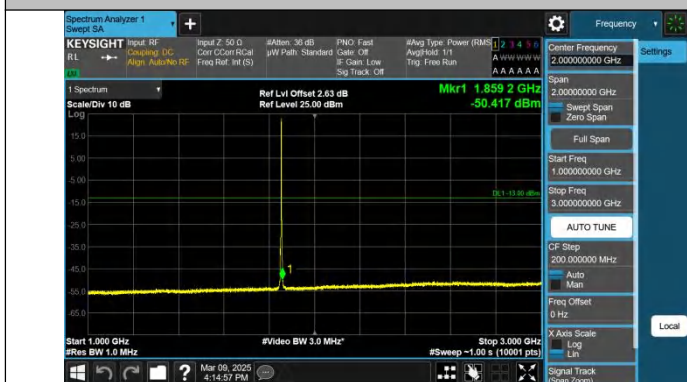 Spectrum Analyzer 1
Swept SA
Frequency
KEYSIGHT
Input: RF
Coupling: DC
Align: Auto/No RF
Input Z: 50 Ω
Corr CCorr RCal
Freq Ref: Int (S)
#Atten: 36 dB
µW Path: Standard
PNO: Fast
Gate: Off
IF Gain: Low
Sig Track: Off
#Avg Type: Power (RMS)
Avg|Hold: 1/1
Trig: Free Run
1 2 3 4 5 6
A W W W W W
A A A A A A
RL
1 Spectrum
Scale/Div 10 dB
Log
Ref Lvl Offset 2.63 dB
Ref Level 25.00 dBm
Mkr1 1.859 2 GHz
-50.417 dBm
15.0
5.00
-5.00
-15.0
-25.0
-35.0
-45.0
-55.0
-65.0
DL1 -13.00 dBm
1
Start 1.000 GHz
#Res BW 1.0 MHz
#Video BW 3.0 MHz*
Stop 3.000 GHz
#Sweep ~1.00 s (10001 pts)
Mar 09, 2025
4:14:57 PM
Center Frequency
2.000000000 GHz
Settings
Span
2.00000000 GHz
Swept Span
Zero Span
Full Span
Start Freq
1.000000000 GHz
Stop Freq
3.000000000 GHz
AUTO TUNE
CF Step
200.000000 MHz
Auto
Man
Freq Offset
0 Hz
X Axis Scale
Log
Lin
Local
Signal Track
(Span Zoom)